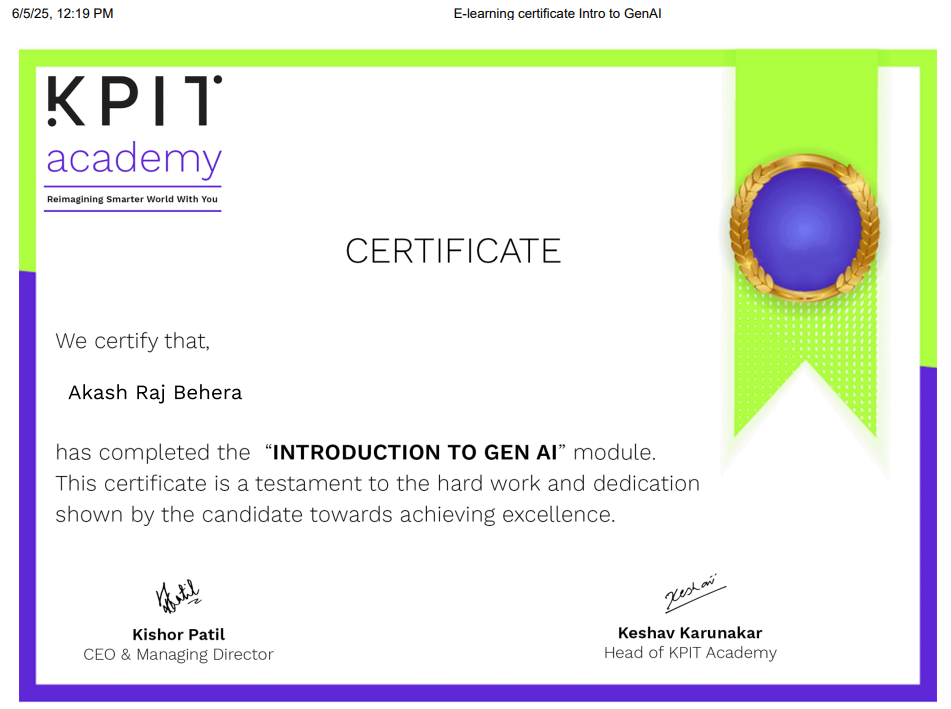 6/5/25, 12:19 PM
E-learning certificate Intro to GenAI
KPIT
academy
Reimagining Smarter World With You
CERTIFICATE
We certify that,
Akash Raj Behera
has completed the “INTRODUCTION TO GEN AI” module.
This certificate is a testament to the hard work and dedication
shown by the candidate towards achieving excellence.
Kishor Patil
CEO & Managing Director
Keshav
Keshav Karunakar
Head of KPIT Academy